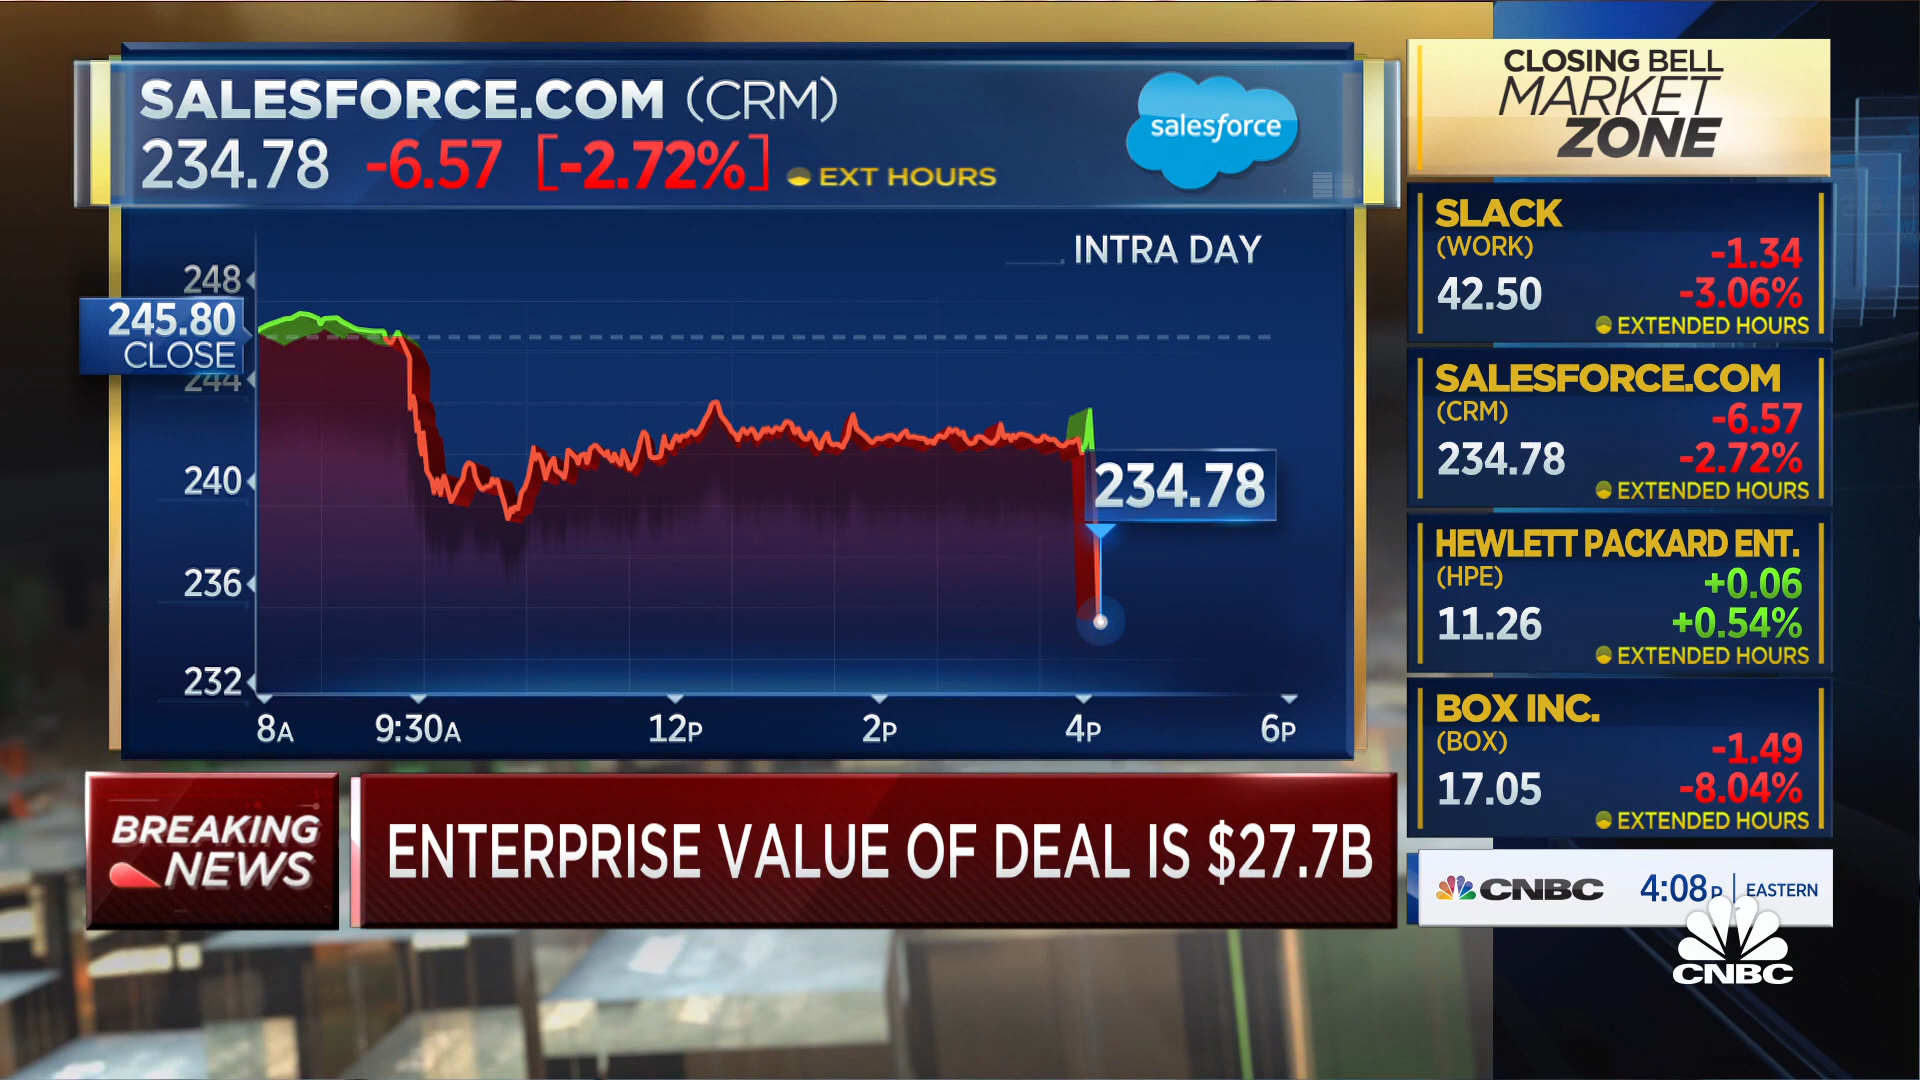 SALESFORCE.COM (CRM)
234.78 -6.57 [-2.72%] EXT HOURS
salesforce
INTRA DAY
248
245.80
CLOSE
244
240
236
232
234.78
8A 9:30A 12P 2P 4P 6P
BREAKING
NEWS
ENTERPRISE VALUE OF DEAL IS $27.7B
CLOSING BELL
MARKET
ZONE
SLACK
(WORK)
-1.34
42.50
-3.06%
EXTENDED HOURS
SALESFORCE.COM
(CRM)
-6.57
234.78
-2.72%
EXTENDED HOURS
HEWLETT PACKARD ENT.
(HPE)
+0.06
11.26
+0.54%
EXTENDED HOURS
BOX INC.
(BOX)
-1.49
17.05
-8.04%
EXTENDED HOURS
CNBC 4:08P EASTERN
CNBC